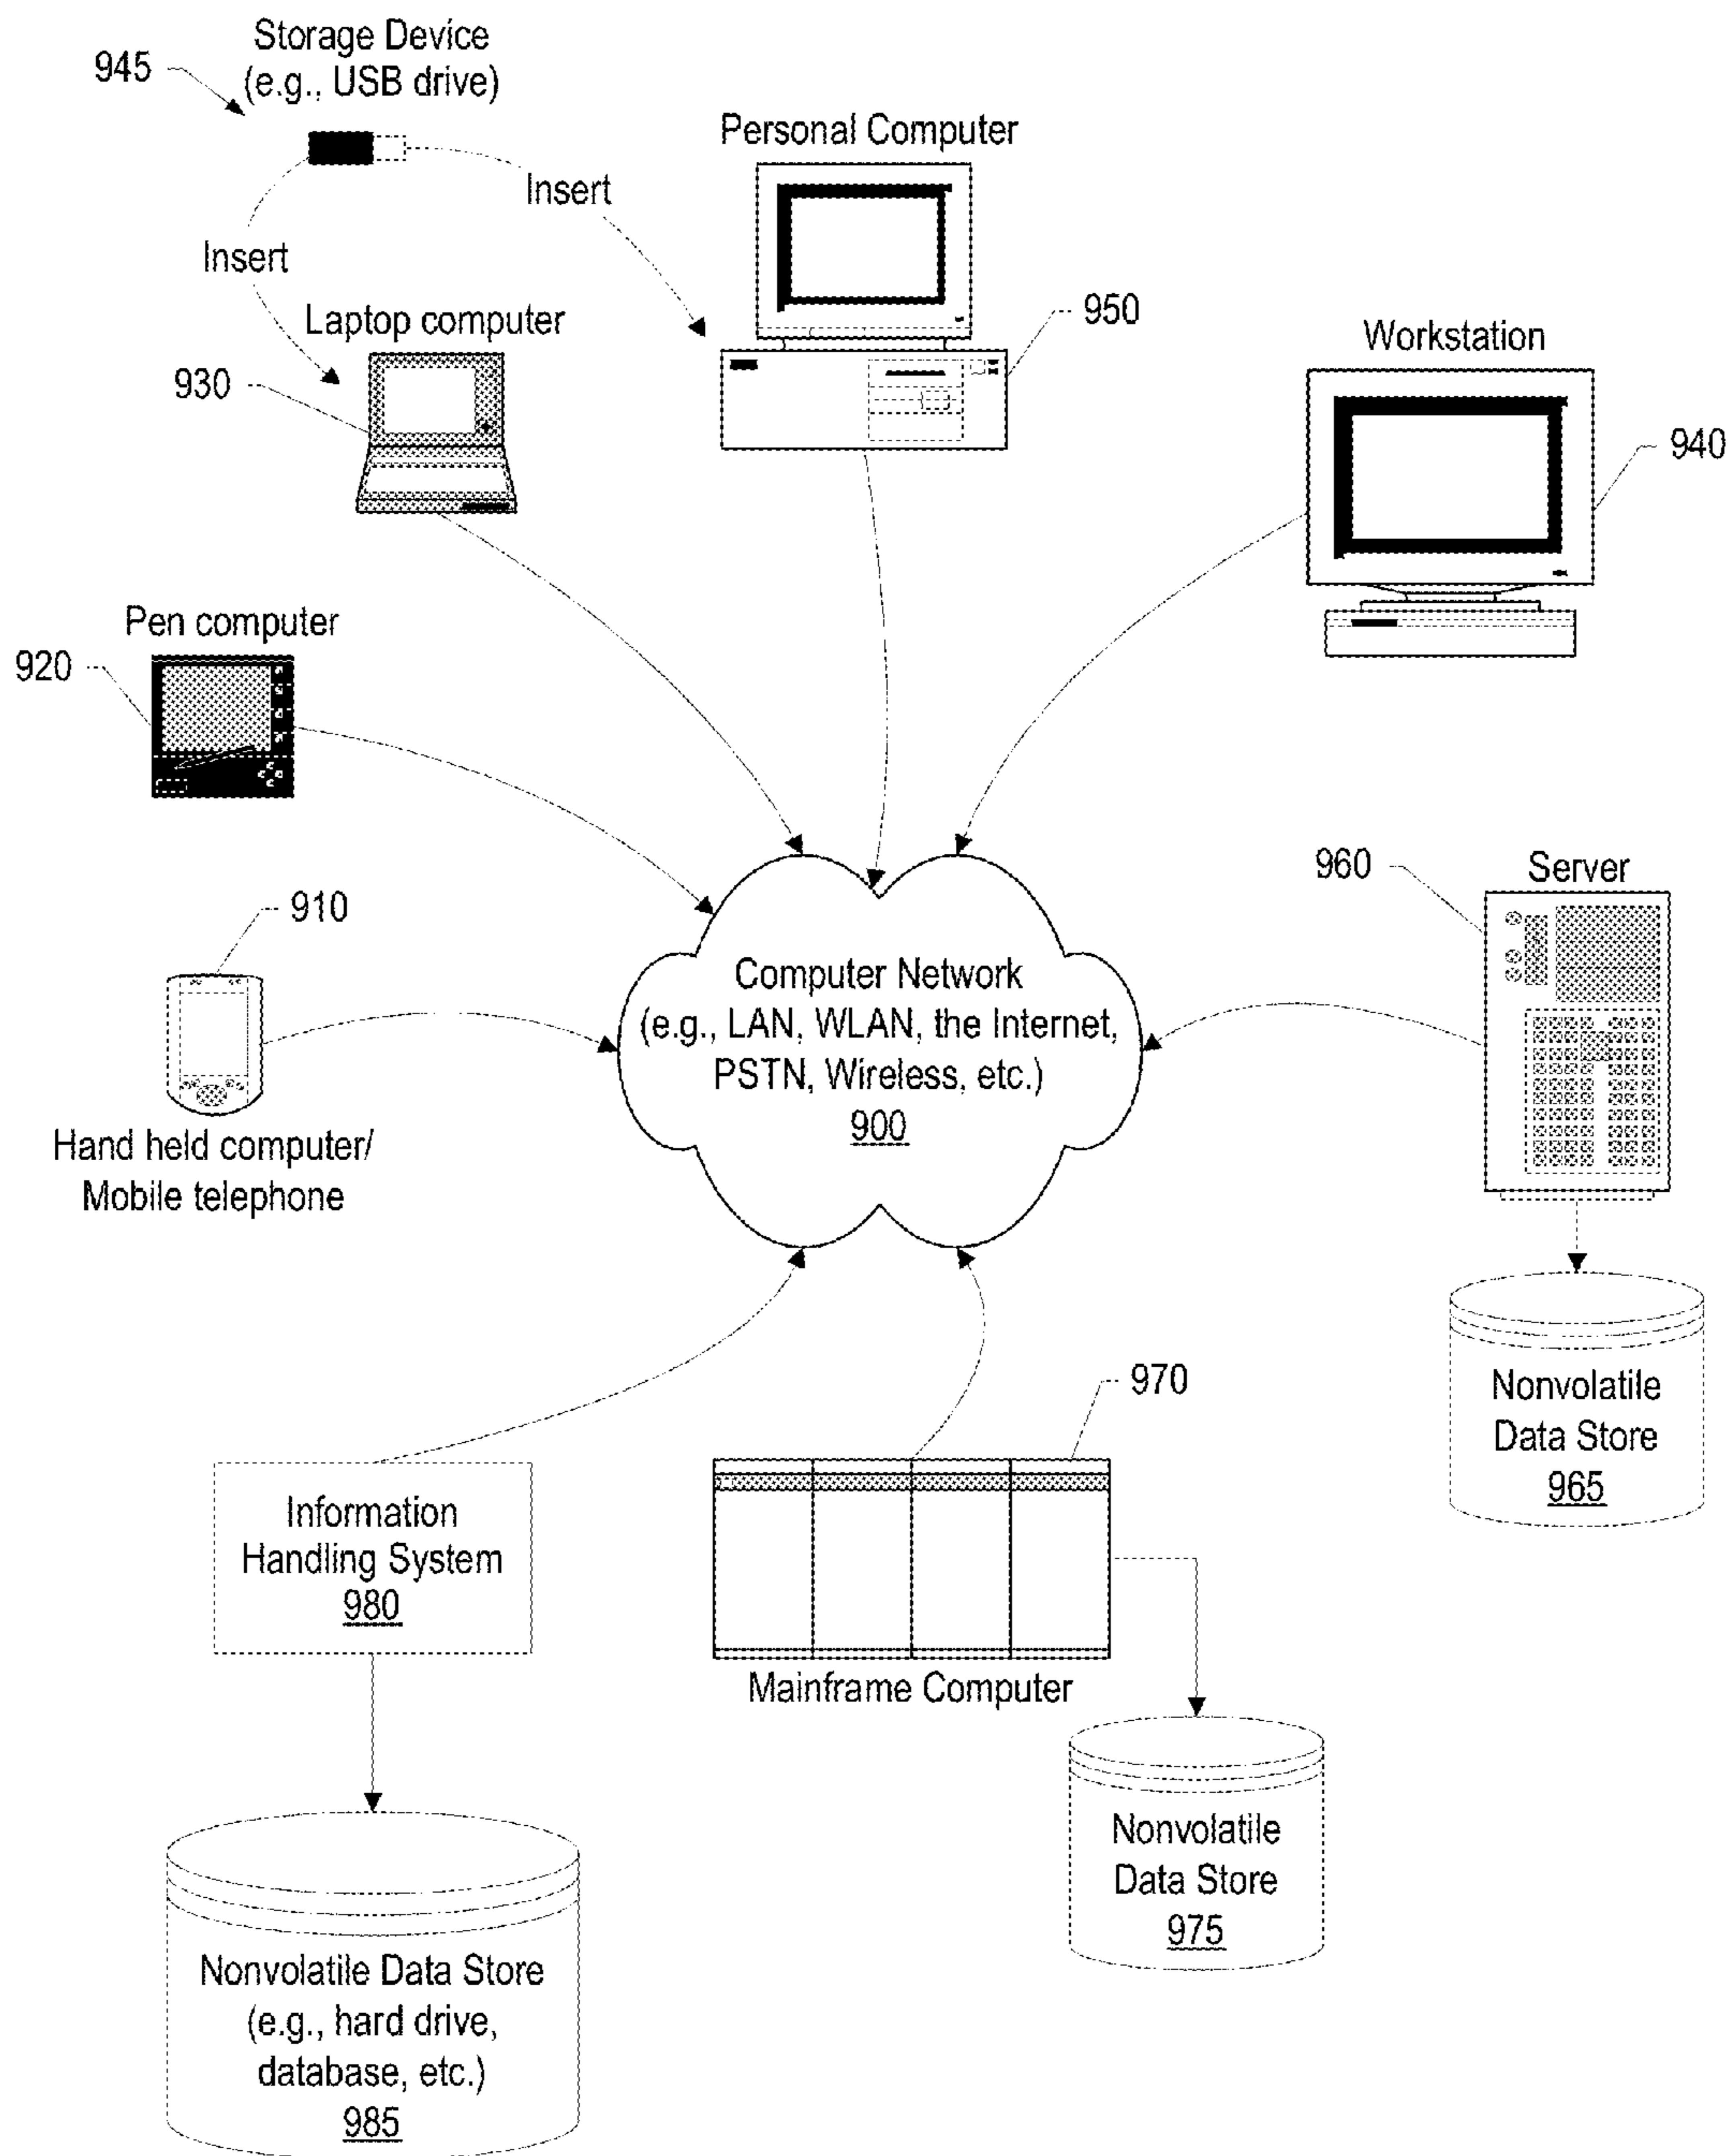 Storage Device
(e.g., USB drive)
945
Personal Computer
Insert
Insert
Laptop computer
950
930
Workstation
940
Pen computer
920
960
Server
910
Computer Network
(e.g., LAN, WLAN, the Internet,
PSTN, Wireless, etc.)
900
Hand held computer/
Mobile telephone
970
Nonvolatile
Data Store
965
Information
Handling System
980
Mainframe Computer
Nonvolatile
Data Store
975
Nonvolatile Data Store
(e.g., hard drive,
database, etc.)
985